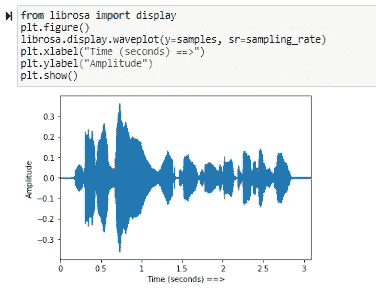 from librosa import display
plt.figure()
librosa.display.waveplot(y=samples, sr=sampling_rate)
plt.xlabel("Time (seconds) ==>")
plt.ylabel("Amplitude")
plt.show()
0.3
0.2
0.1
0.0
-0.1
-0.2
-0.3
Amplitude
0 0.5 1 1.5 2 2.5 3
Time (seconds) ==>